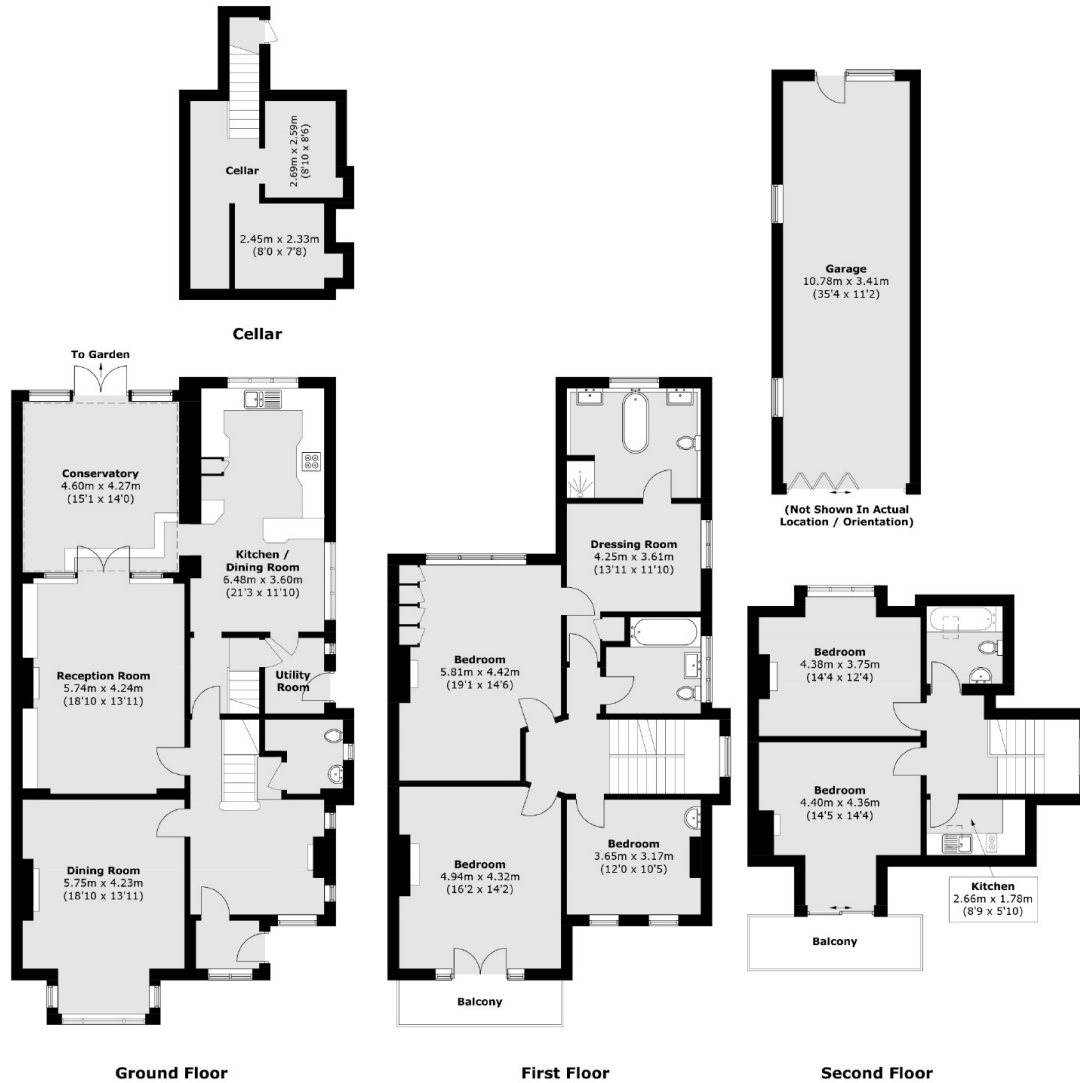 Cellar
2.69m x 2.59m
(8'10 x 8'6)
2.45m x 2.33m
(8'0 x 7'8)
Cellar
Garage
10.78m x 3.41m
(35'4 x 11'2)
(Not Shown In Actual
Location / Orientation)
To Garden
Conservatory
4.60m x 4.27m
(15'1 x 14'0)
Kitchen /
Dining Room
6.48m x 3.60m
(21'3 x 11'10)
Reception Room
5.74m x 4.24m
(18'10 x 13'11)
Utility
Room
Dining Room
5.75m x 4.23m
(18'10 x 13'11)
Ground Floor
Dressing Room
4.25m x 3.61m
(13'11 x 11'10)
Bedroom
5.81m x 4.42m
(19'1 x 14'6)
Bedroom
4.94m x 4.32m
(16'2 x 14'2)
Bedroom
3.65m x 3.17m
(12'0 x 10'5)
Balcony
First Floor
Bedroom
4.38m x 3.75m
(14'4 x 12'4)
Bedroom
4.40m x 4.36m
(14'5 x 14'4)
Kitchen
2.66m x 1.78m
(8'9 x 5'10)
Balcony
Second Floor